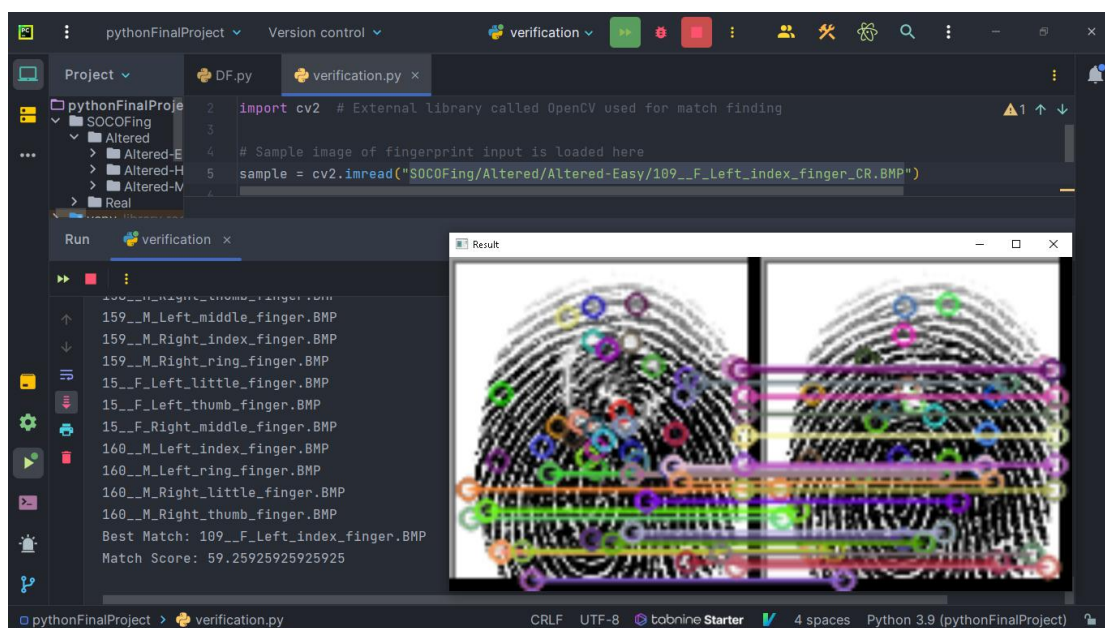 PC pythonFinalProject Version control verification
Project DF.py verification.py ×
pythonFinalProje
SOCOFing
Altered
Altered-E
Altered-H
Altered-M
Real
2 import cv2 # External library called OpenCV used for match finding
3
4 # Sample image of fingerprint input is loaded here
5 sample = cv2.imread("SOCOFing/Altered/Altered-Easy/109__F_Left_index_finger_CR.BMP")
1
Run verification ×
159__M_Left_middle_finger.BMP
159__M_Right_index_finger.BMP
159__M_Right_ring_finger.BMP
15__F_Left_little_finger.BMP
15__F_Left_thumb_finger.BMP
15__F_Right_middle_finger.BMP
160__M_Left_index_finger.BMP
160__M_Left_ring_finger.BMP
160__M_Right_little_finger.BMP
160__M_Right_thumb_finger.BMP
Best Match: 109__F_Left_index_finger.BMP
Match Score: 59.25925925925925
Result
pythonFinalProject > verification.py CRLF UTF-8 tabnine Starter 4 spaces Python 3.9 (pythonFinalProject)